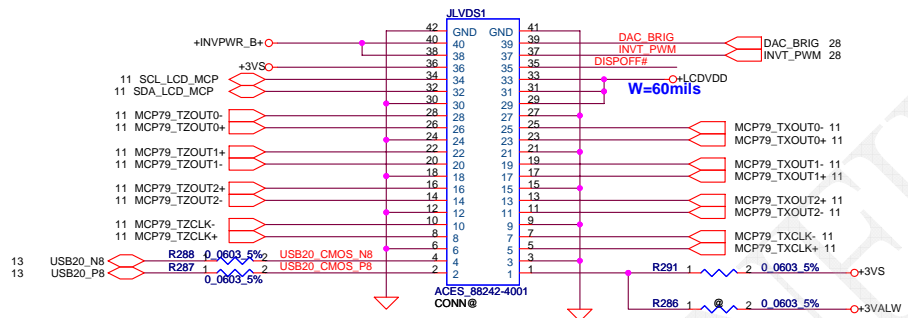 JLVDS1
42 GND GND 41
+INVPWR_B+ 40 40 39 39 DAC_BRIG DAC_BRIG 28
38 38 37 37 INVT_PWM INVT_PWM 28
+3VS 36 36 35 35 DISPOFF#
11 SCL_LCD_MCP 34 34 33 33 +LCDVDD
11 SDA_LCD_MCP 32 32 31 31 W=60mils
30 30 29 29
11 MCP79_TZOUT0- 28 28 27 27
11 MCP79_TZOUT0+ 26 26 25 25 MCP79_TXOUT0- 11
24 24 23 23 MCP79_TXOUT0+ 11
11 MCP79_TZOUT1+ 22 22 21 21
11 MCP79_TZOUT1- 20 20 19 19 MCP79_TXOUT1- 11
18 18 17 17 MCP79_TXOUT1+ 11
11 MCP79_TZOUT2+ 16 16 15 15
11 MCP79_TZOUT2- 14 14 13 13 MCP79_TXOUT2+ 11
12 12 11 11 MCP79_TXOUT2- 11
11 MCP79_TZCLK- 10 10 9 9
11 MCP79_TZCLK+ 8 8 7 7 MCP79_TXCLK- 11
6 6 5 5 MCP79_TXCLK+ 11
13 USB20_N8 R288 1 2 0_0603_5% USB20_CMOS_N8 4 4 3 3
USB20_P8 R287 1 2 0_0603_5% USB20_CMOS_P8 2 2 1 1
R291 1 2 0_0603_5% +3VS
ACES_88242-4001
CONN@
R286 1 @ 2 0_0603_5% +3VALW